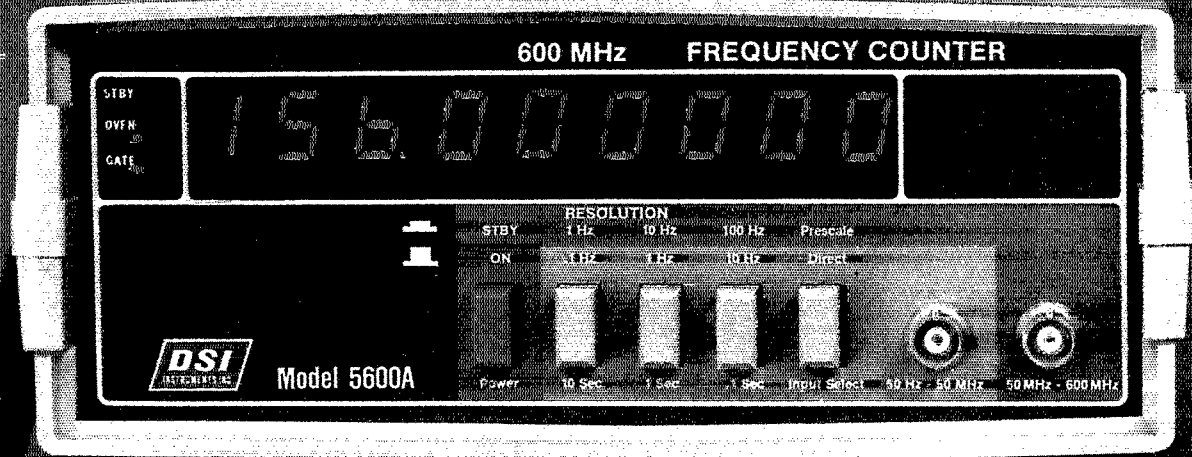 600 MHz FREQUENCY COUNTER
STBY
OVEN
GATE
156.000000
RESOLUTION
STBY 1 Hz 10 Hz 100 Hz Prescale
ON .1 Hz 1 Hz 10 Hz Direct
DSI
INSTRUMENTS INC
Model 5600A
Power 10 Sec 1 Sec .1 Sec Input Select 50 Hz - 50 MHz 50 MHz - 600 MHz